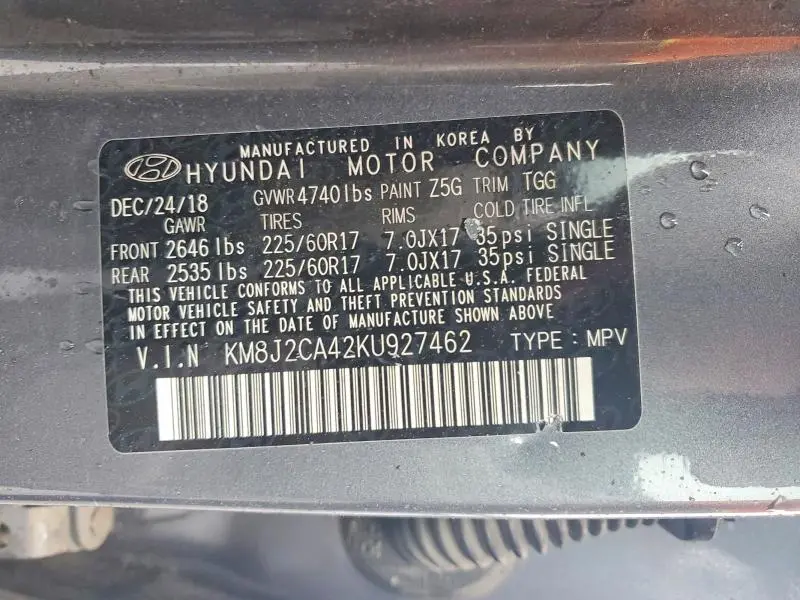 MANUFACTURED IN KOREA BY
HYUNDAI MOTOR COMPANY
DEC/24/18 GVWR 4740lbs PAINT Z5G TRIM TGG
GAWR TIRES RIMS COLD TIRE INFL
FRONT 2646 lbs 225/60R17 7.0JX17 35psi SINGLE
REAR 2535 lbs 225/60R17 7.0JX17 35psi SINGLE
THIS VEHICLE CONFORMS TO ALL APPLICABLE U.S.A. FEDERAL
MOTOR VEHICLE SAFETY AND THEFT PREVENTION STANDARDS
IN EFFECT ON THE DATE OF MANUFACTURE SHOWN ABOVE.
V.I.N KM8J2CA42KU927462 TYPE : MPV